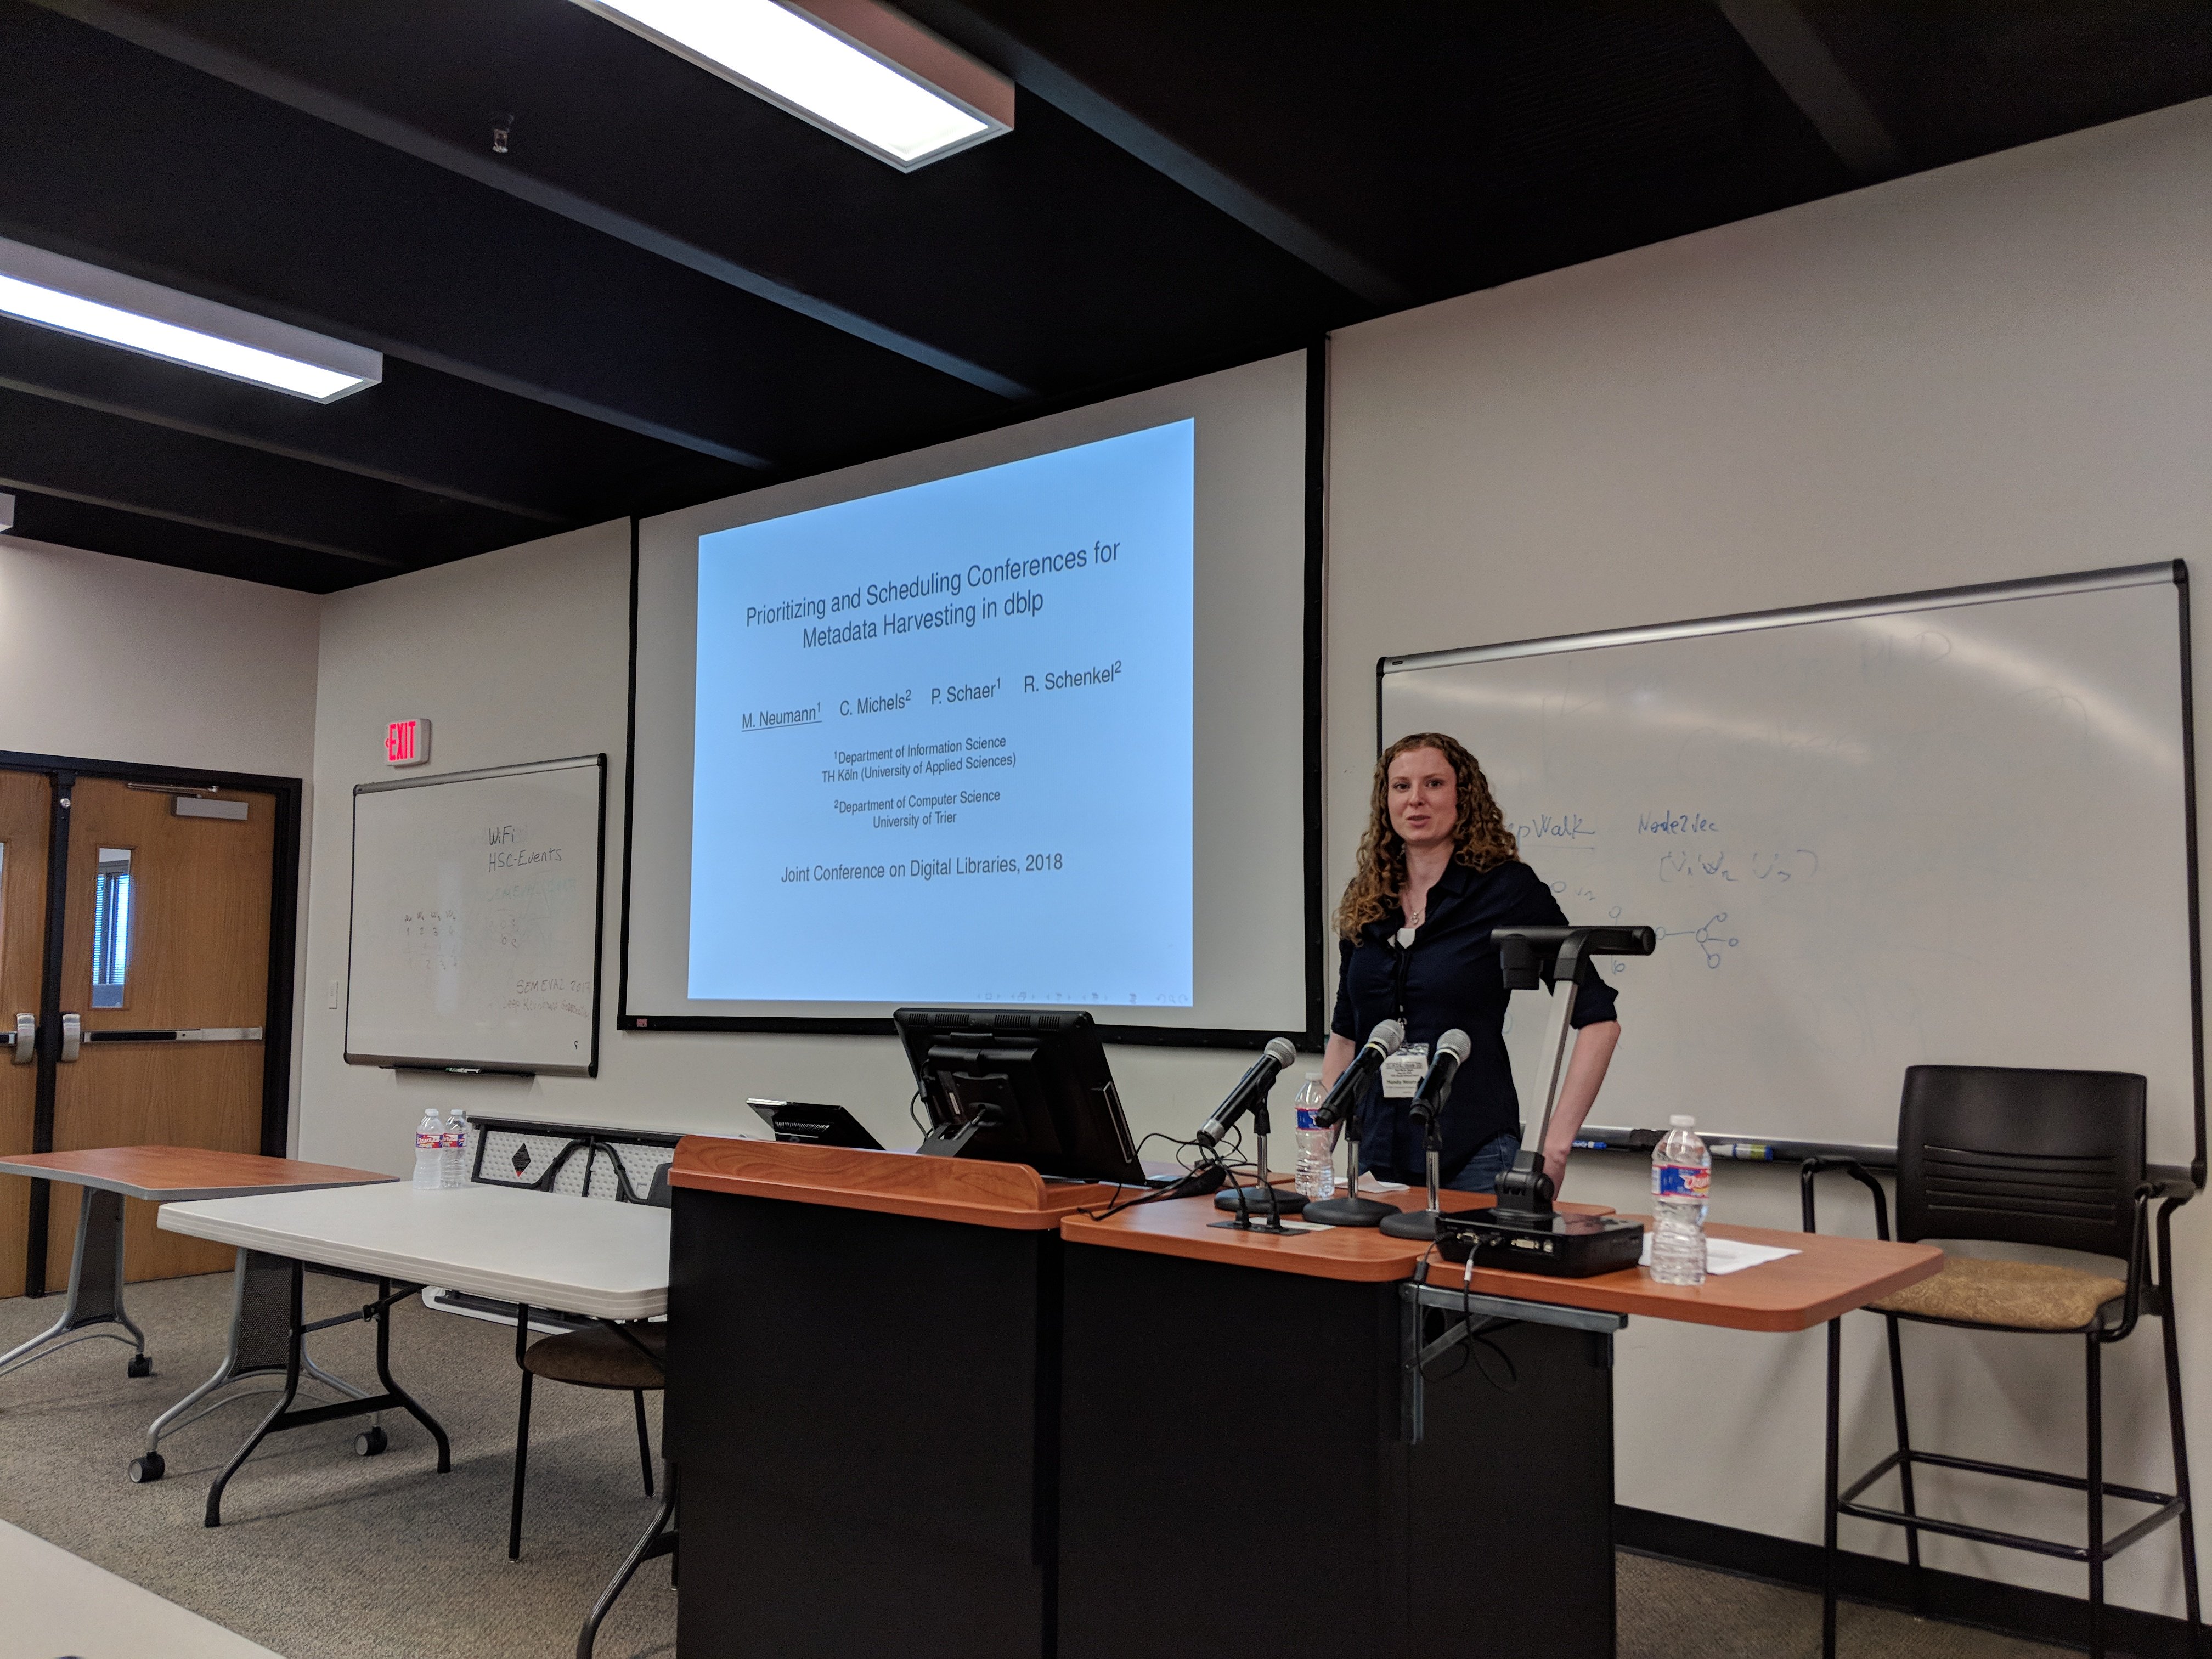 Prioritizing and Scheduling Conferences for
Metadata Harvesting in dblp
M. Neumann¹ C. Michels² P. Schaer¹ R. Schenkel²
¹Department of Information Science
TH Köln (University of Applied Sciences)
²Department of Computer Science
University of Trier
Joint Conference on Digital Libraries, 2018
EXIT
WiFi
HSC-Events
SEMEVAL 2017
Node2Vec